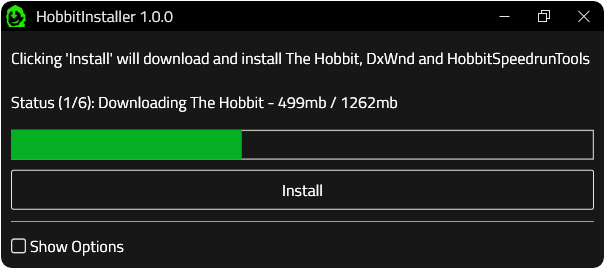 HobbitInstaller 1.0.0
Clicking 'Install' will download and install The Hobbit, DxWnd and HobbitSpeedrunTools
Status (1/6): Downloading The Hobbit - 499mb / 1262mb
Install
Show Options